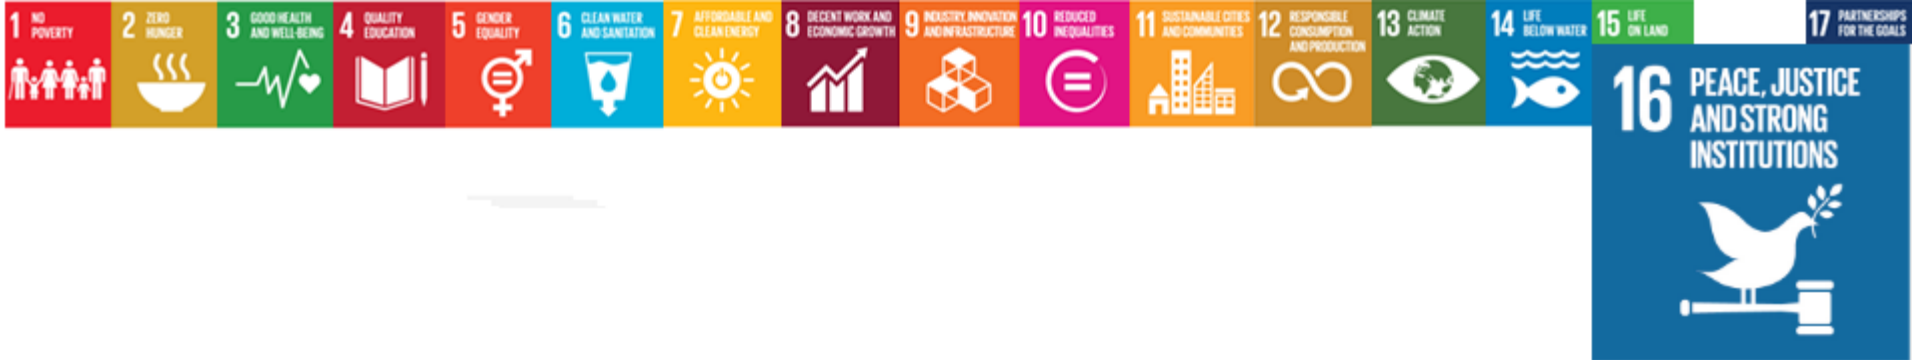 1 NO
POVERTY
2 ZERO
HUNGER
3 GOOD HEALTH
AND WELL-BEING
4 QUALITY
EDUCATION
5 GENDER
EQUALITY
6 CLEAN WATER
AND SANITATION
7 AFFORDABLE AND
CLEAN ENERGY
8 DECENT WORK AND
ECONOMIC GROWTH
9 INDUSTRY, INNOVATION
AND INFRASTRUCTURE
10 REDUCED
INEQUALITIES
11 SUSTAINABLE CITIES
AND COMMUNITIES
12 RESPONSIBLE
CONSUMPTION
AND PRODUCTION
13 CLIMATE
ACTION
14 LIFE
BELOW WATER
15 LIFE
ON LAND
16 PEACE, JUSTICE
AND STRONG
INSTITUTIONS
17 PARTNERSHIPS
FOR THE GOALS